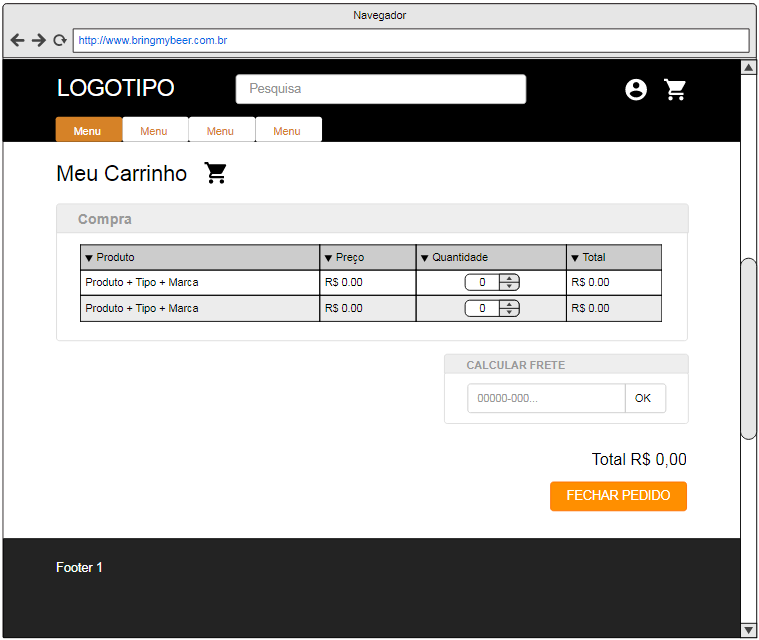 Navegador
http://www.bringmybeer.com.br
LOGOTIPO
Pesquisa
Menu Menu Menu Menu
Meu Carrinho
Compra
Produto Preço Quantidade Total
Produto + Tipo + Marca R$ 0.00 0 R$ 0.00
Produto + Tipo + Marca R$ 0.00 0 R$ 0.00
CALCULAR FRETE
00000-000... OK
Total R$ 0,00
FECHAR PEDIDO
Footer 1